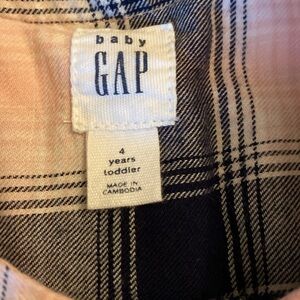 baby
GAP
4
years
toddler
MADE IN
CAMBODIA